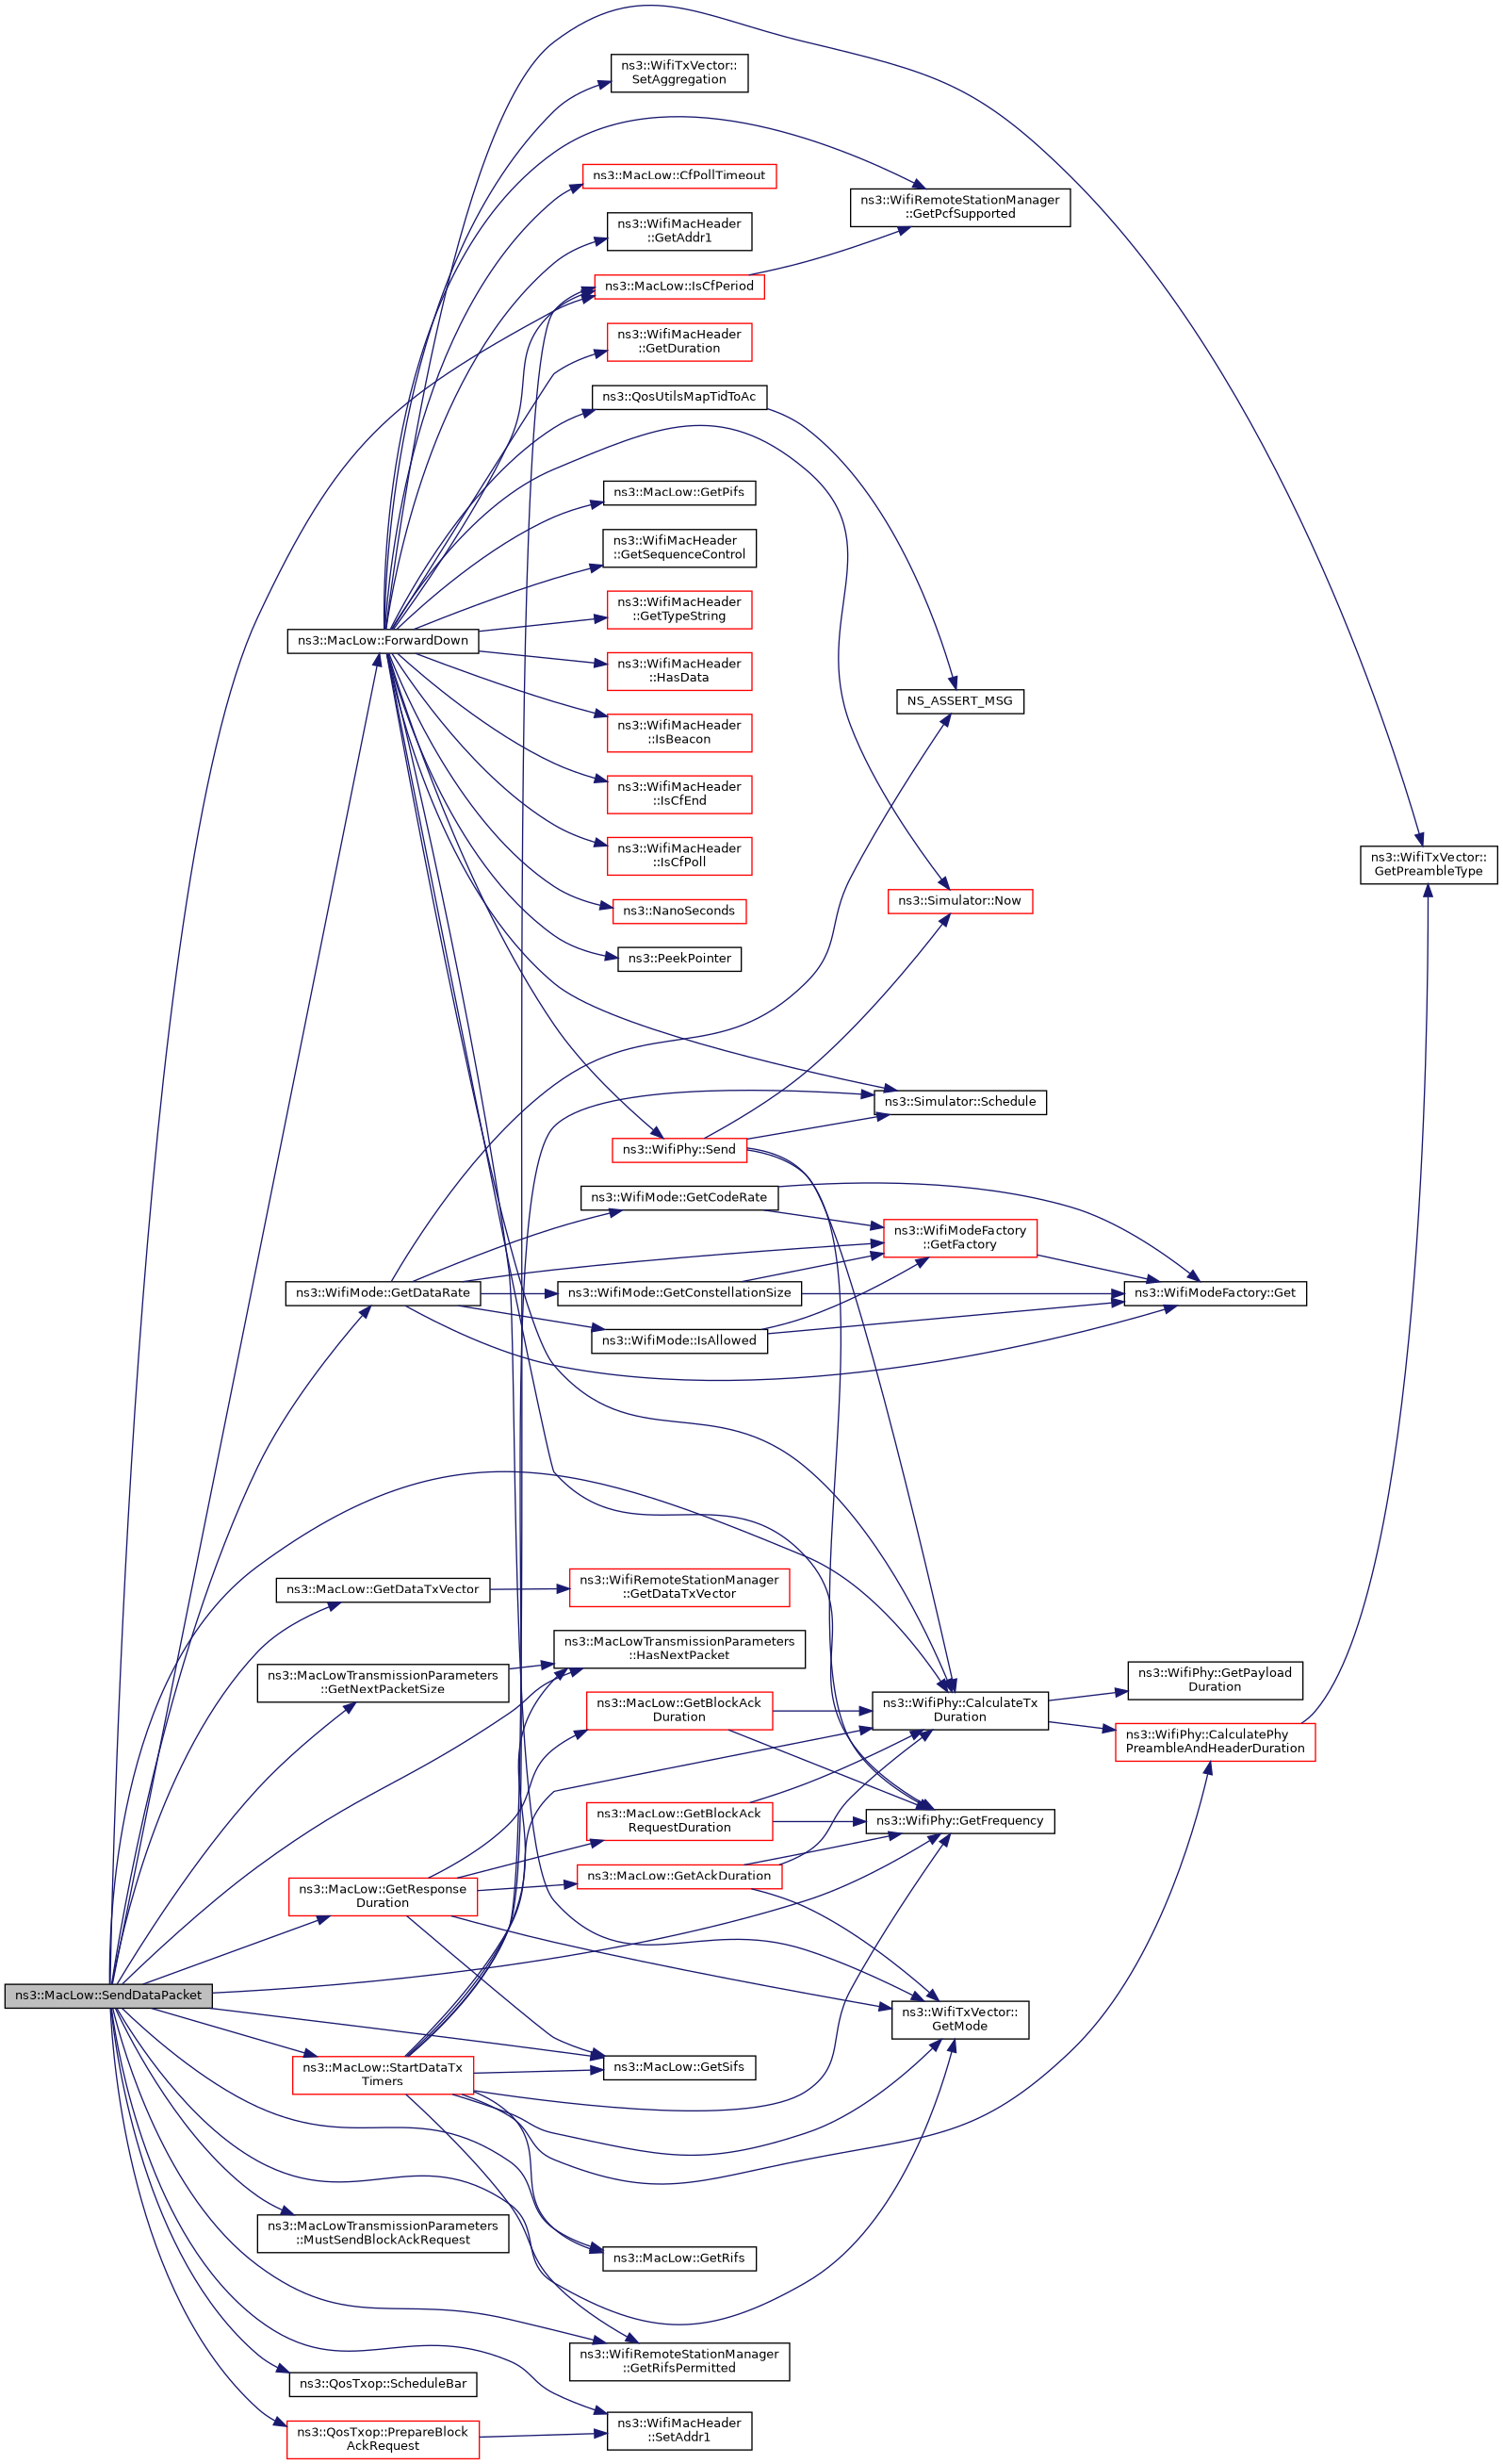 ns3::WifiTxVector::
SetAggregation
ns3::MacLow::CfPollTimeout
ns3::WifiRemoteStationManager
::GetPcfSupported
ns3::WifiMacHeader
::GetAddr1
ns3::MacLow::IsCfPeriod
ns3::WifiMacHeader
::GetDuration
ns3::QosUtilsMapTidToAc
ns3::MacLow::GetPifs
ns3::WifiMacHeader
::GetSequenceControl
ns3::WifiMacHeader
::GetTypeString
ns3::MacLow::ForwardDown
ns3::WifiMacHeader
::HasData
NS_ASSERT_MSG
ns3::WifiMacHeader
::IsBeacon
ns3::WifiMacHeader
::IsCfEnd
ns3::WifiMacHeader
::IsCfPoll
ns3::WifiTxVector::
GetPreambleType
ns3::Simulator::Now
ns3::NanoSeconds
ns3::PeekPointer
ns3::Simulator::Schedule
ns3::WifiPhy::Send
ns3::WifiMode::GetCodeRate
ns3::WifiModeFactory
::GetFactory
ns3::WifiMode::GetDataRate
ns3::WifiMode::GetConstellationSize
ns3::WifiModeFactory::Get
ns3::WifiMode::IsAllowed
ns3::MacLow::GetDataTxVector
ns3::WifiRemoteStationManager
::GetDataTxVector
ns3::MacLowTransmissionParameters
::HasNextPacket
ns3::MacLowTransmissionParameters
::GetNextPacketSize
ns3::WifiPhy::GetPayload
Duration
ns3::MacLow::GetBlockAck
Duration
ns3::WifiPhy::CalculateTx
Duration
ns3::WifiPhy::CalculatePhy
PreambleAndHeaderDuration
ns3::MacLow::GetBlockAck
RequestDuration
ns3::WifiPhy::GetFrequency
ns3::MacLow::GetAckDuration
ns3::MacLow::GetResponse
Duration
ns3::MacLow::SendDataPacket
ns3::WifiTxVector::
GetMode
ns3::MacLow::StartDataTx
Timers
ns3::MacLow::GetSifs
ns3::MacLowTransmissionParameters
::MustSendBlockAckRequest
ns3::MacLow::GetRifs
ns3::WifiRemoteStationManager
::GetRifsPermitted
ns3::QosTxop::ScheduleBar
ns3::QosTxop::PrepareBlock
AckRequest
ns3::WifiMacHeader
::SetAddr1